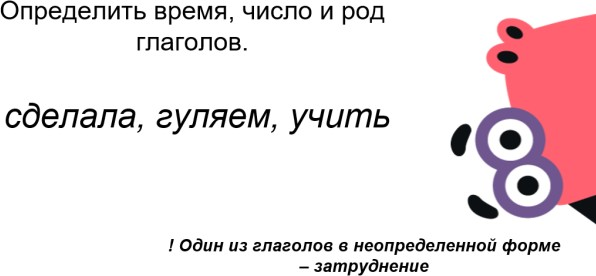 Определить время, число и род
глаголов.
сделала, гуляем, учить
! Один из глаголов в неопределенной форме
– затруднение